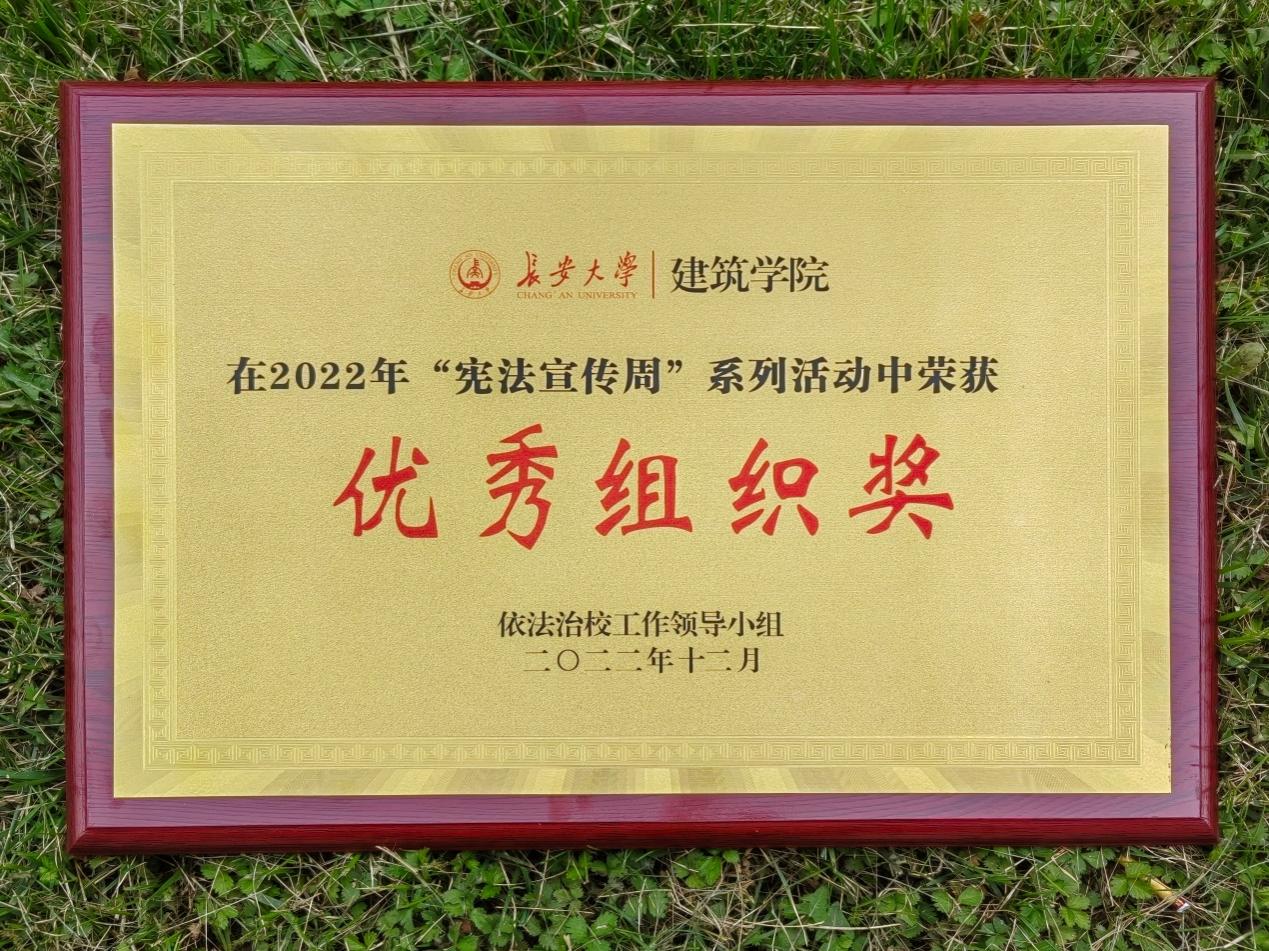 长安大学 建筑学院
CHANG'AN UNIVERSITY
在2022年“宪法宣传周”系列活动中荣获
优秀组织奖
依法治校工作领导小组
二〇二二年十二月